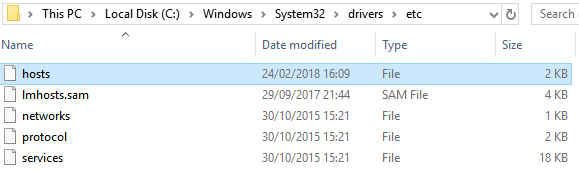 This PC > Local Disk (C:) > Windows > System32 > drivers > etc Search
Name Date modified Type Size
hosts 24/02/2018 16:09 File 2 KB
lmhosts.sam 29/09/2017 21:44 SAM File 4 KB
networks 30/10/2015 15:21 File 1 KB
protocol 30/10/2015 15:21 File 2 KB
services 30/10/2015 15:21 File 18 KB